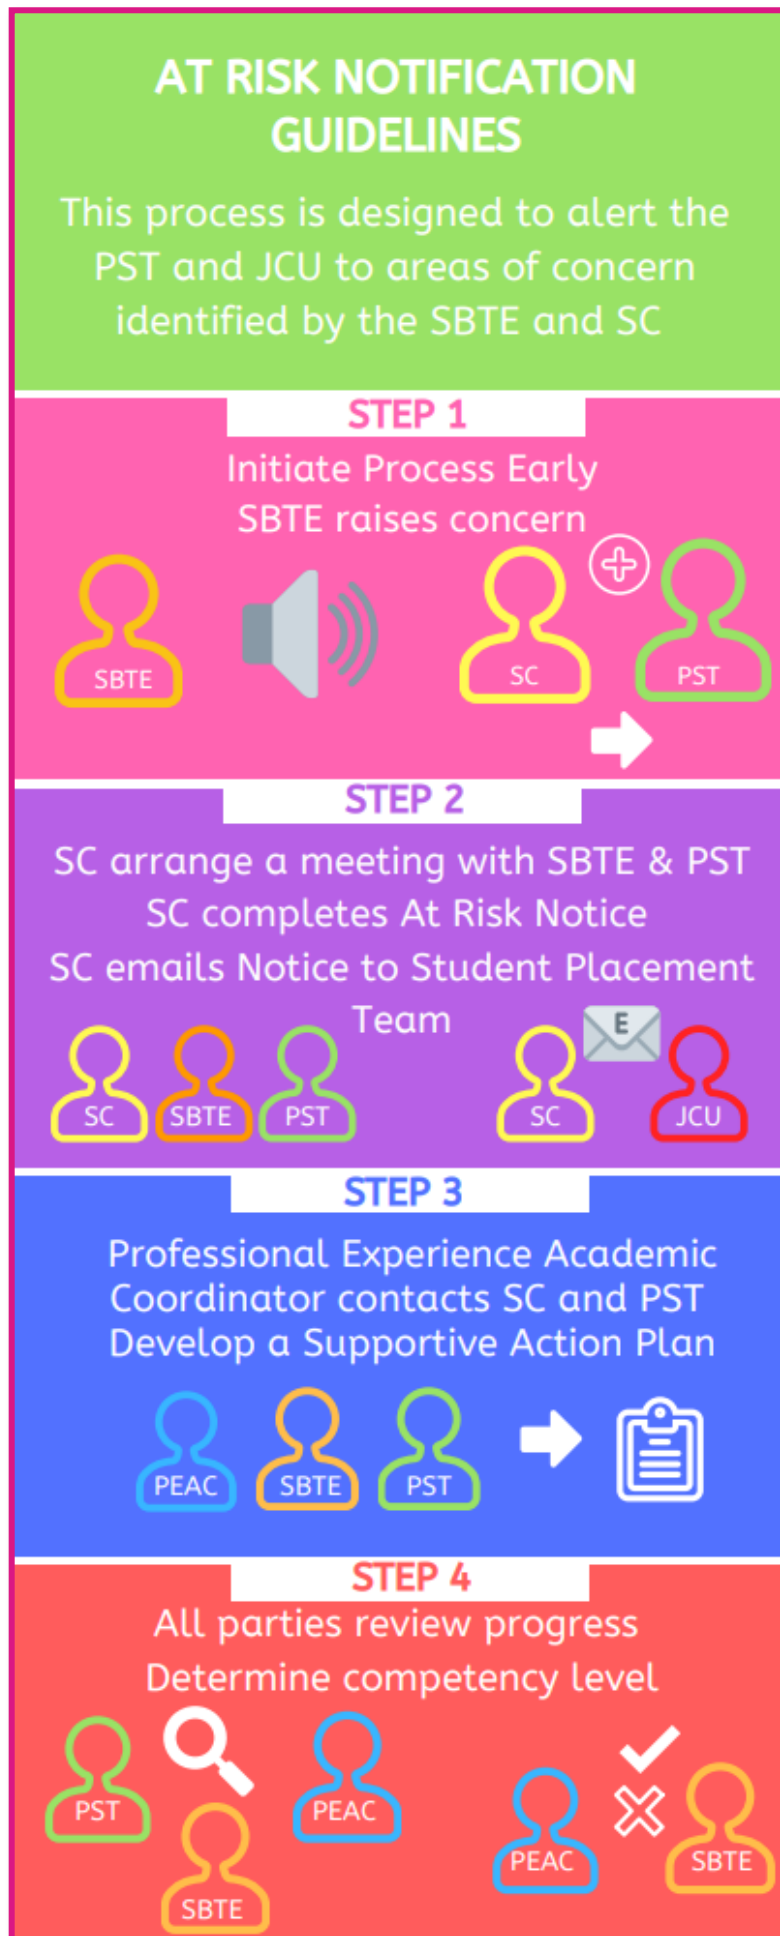 AT RISK NOTIFICATION
GUIDELINES
This process is designed to alert the
PST and JCU to areas of concern
identified by the SBTE and SC
STEP 1
Initiate Process Early
SBTE raises concern
SBTE
SC
PST
STEP 2
SC arrange a meeting with SBTE & PST
SC completes At Risk Notice
SC emails Notice to Student Placement
Team
E
SC
SBTE
PST
SC
JCU
STEP 3
Professional Experience Academic
Coordinator contacts SC and PST
Develop a Supportive Action Plan
PEAC
SBTE
PST
STEP 4
All parties review progress
Determine competency level
PST
PEAC
SBTE
PEAC
SBTE